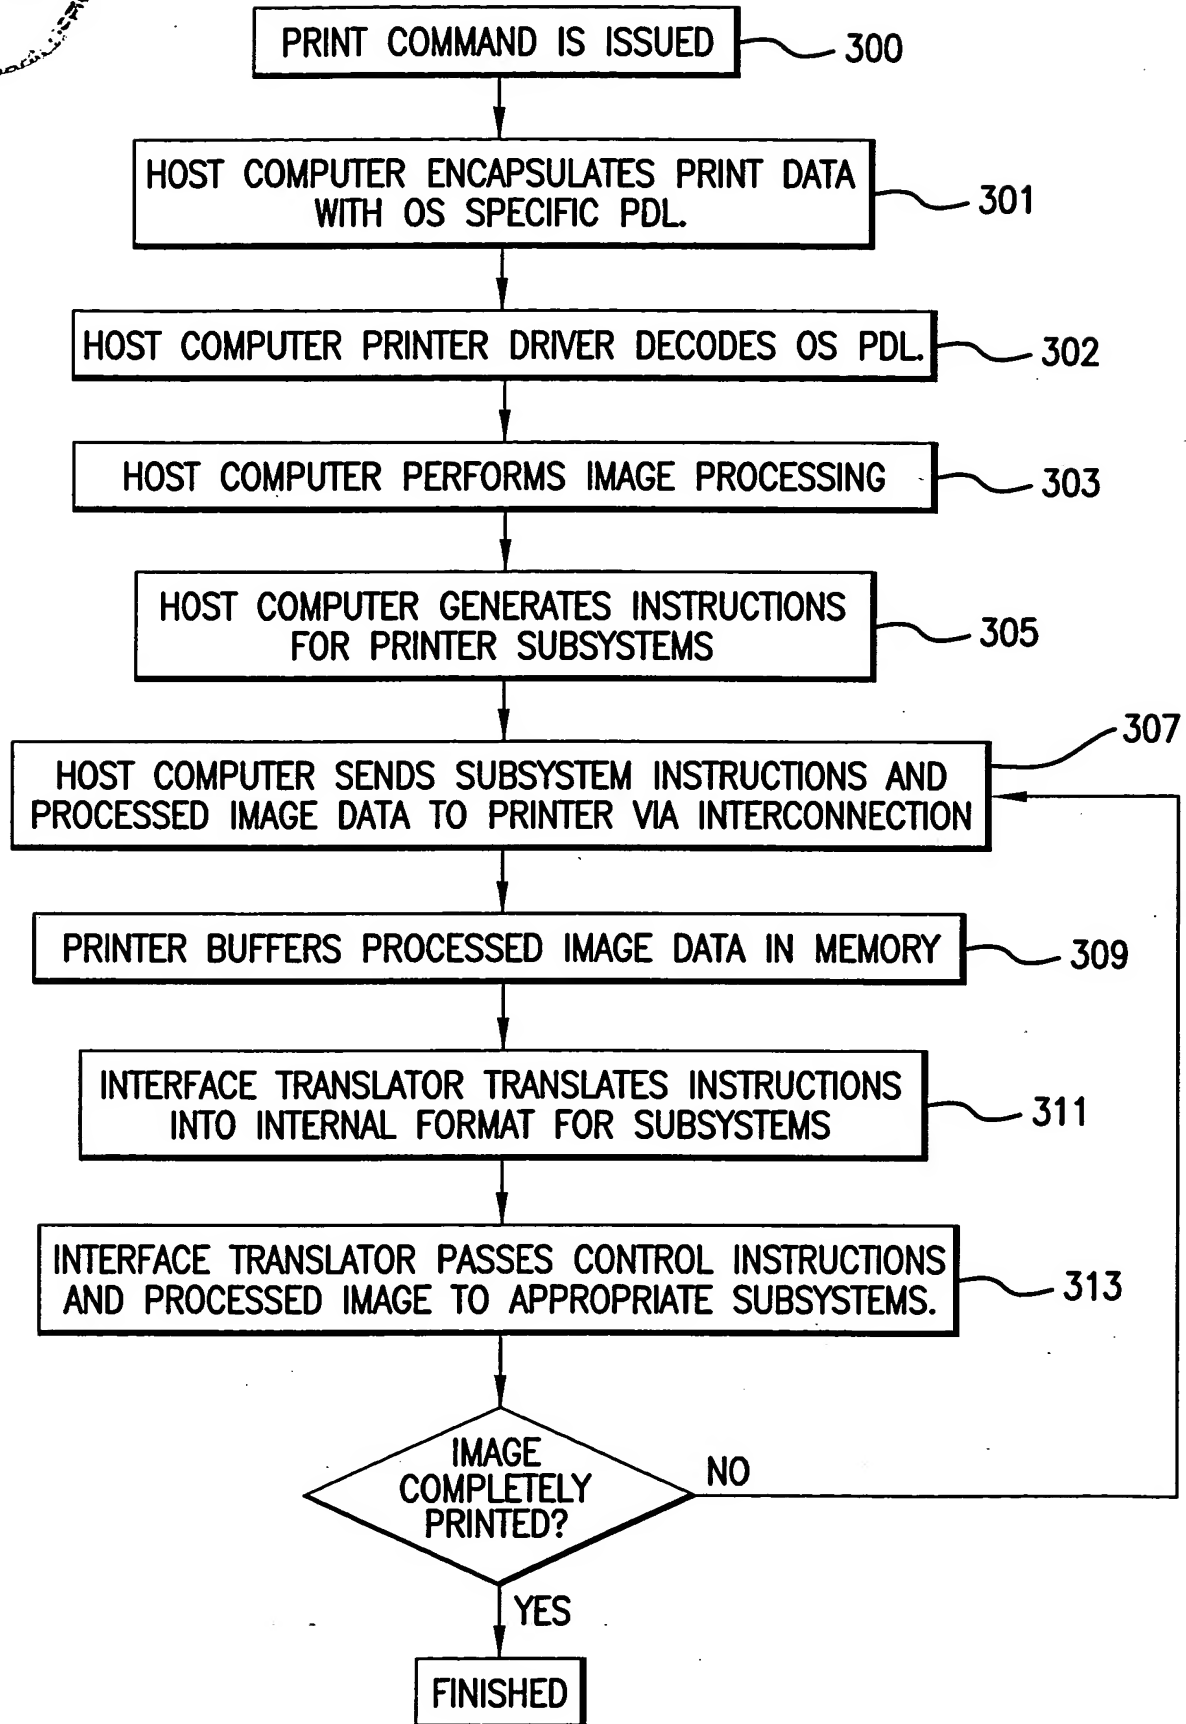 PRINT COMMAND IS ISSUED
300
HOST COMPUTER ENCAPSULATES PRINT DATA
WITH OS SPECIFIC PDL.
301
HOST COMPUTER PRINTER DRIVER DECODES OS PDL.
302
HOST COMPUTER PERFORMS IMAGE PROCESSING
303
HOST COMPUTER GENERATES INSTRUCTIONS
FOR PRINTER SUBSYSTEMS
305
307
HOST COMPUTER SENDS SUBSYSTEM INSTRUCTIONS AND
PROCESSED IMAGE DATA TO PRINTER VIA INTERCONNECTION
PRINTER BUFFERS PROCESSED IMAGE DATA IN MEMORY
309
INTERFACE TRANSLATOR TRANSLATES INSTRUCTIONS
INTO INTERNAL FORMAT FOR SUBSYSTEMS
311
INTERFACE TRANSLATOR PASSES CONTROL INSTRUCTIONS
AND PROCESSED IMAGE TO APPROPRIATE SUBSYSTEMS.
313
IMAGE
COMPLETELY
PRINTED?
NO
YES
FINISHED